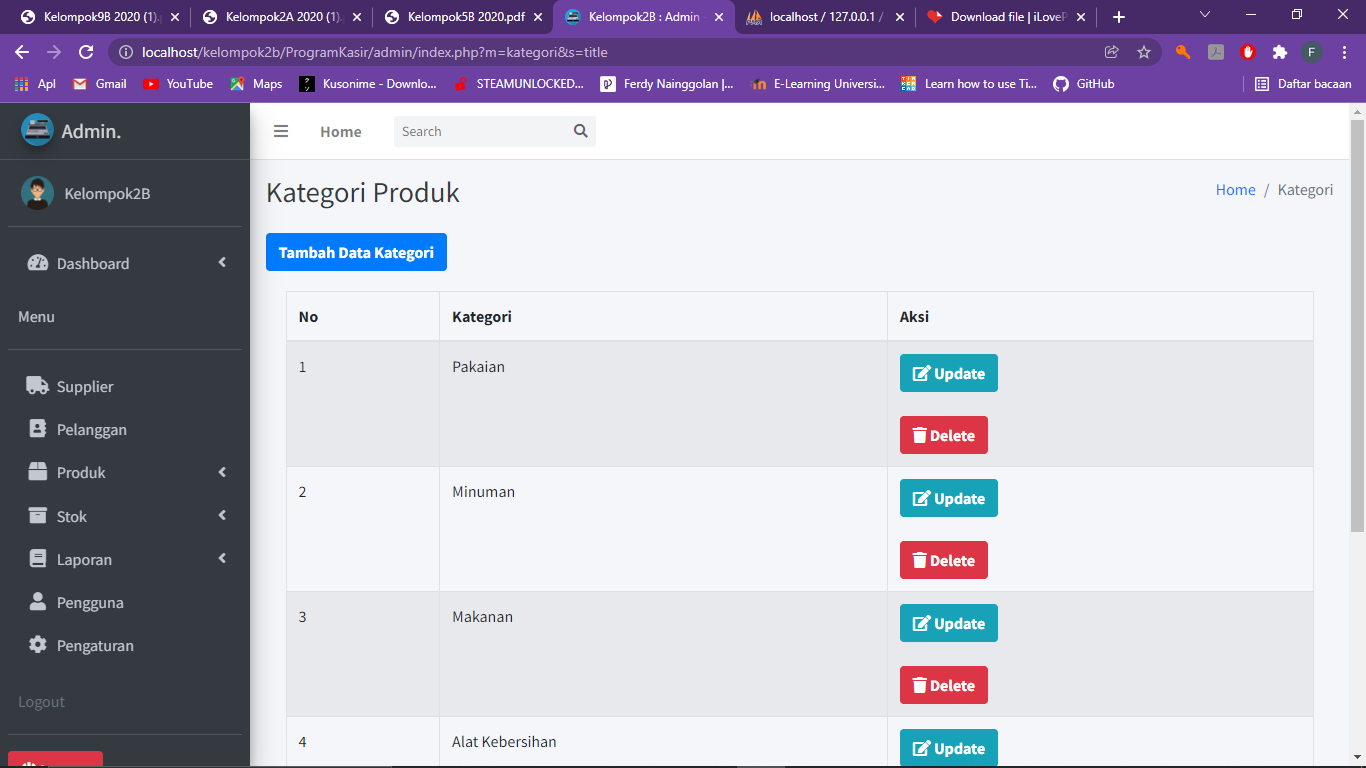 Kelompok9B 2020 (1).
Kelompok2A 2020 (1).
Kelompok5B 2020.pdf
Kelompok2B : Admin
localhost / 127.0.0.1 /
Download file | iLoveP
localhost/kelompok2b/ProgramKasir/admin/index.php?m=kategori&s=title
F
Apl
Gmail
YouTube
Maps
Kusonime - Downlo...
STEAMUNLOCKED...
Ferdy Nainggolan |...
E-Learning Universi...
Learn how to use Ti...
GitHub
Daftar bacaan
Admin.
Home
Search
Kelompok2B
Kategori Produk
Home / Kategori
Tambah Data Kategori
Dashboard
Menu
Supplier
Pelanggan
Produk
Stok
Laporan
Pengguna
Pengaturan
Logout
No Kategori Aksi
1 Pakaian Update
Delete
2 Minuman Update
Delete
3 Makanan Update
Delete
4 Alat Kebersihan Update